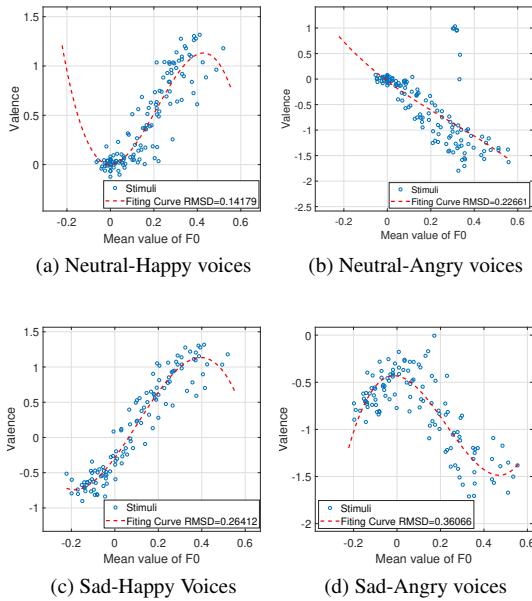 1.5
1
0.5
0
Valence
Stimuli
Fiting Curve RMSD=0.14179
-0.2 0 0.2 0.4 0.6
Mean value of F0
(a) Neutral-Happy voices
1
0.5
0
-0.5
-1
-1.5
-2
-2.5
Valence
Stimuli
Fiting Curve RMSD=0.22661
-0.2 0 0.2 0.4 0.6
Mean value of F0
(b) Neutral-Angry voices
1.5
1
0.5
0
-0.5
-1
Valence
Stimuli
Fiting Curve RMSD=0.26412
-0.2 0 0.2 0.4 0.6
Mean value of F0
(c) Sad-Happy Voices
0
-0.5
-1
-1.5
-2
Valence
Stimuli
Fiting Curve RMSD=0.36066
-0.2 0 0.2 0.4 0.6
Mean value of F0
(d) Sad-Angry voices